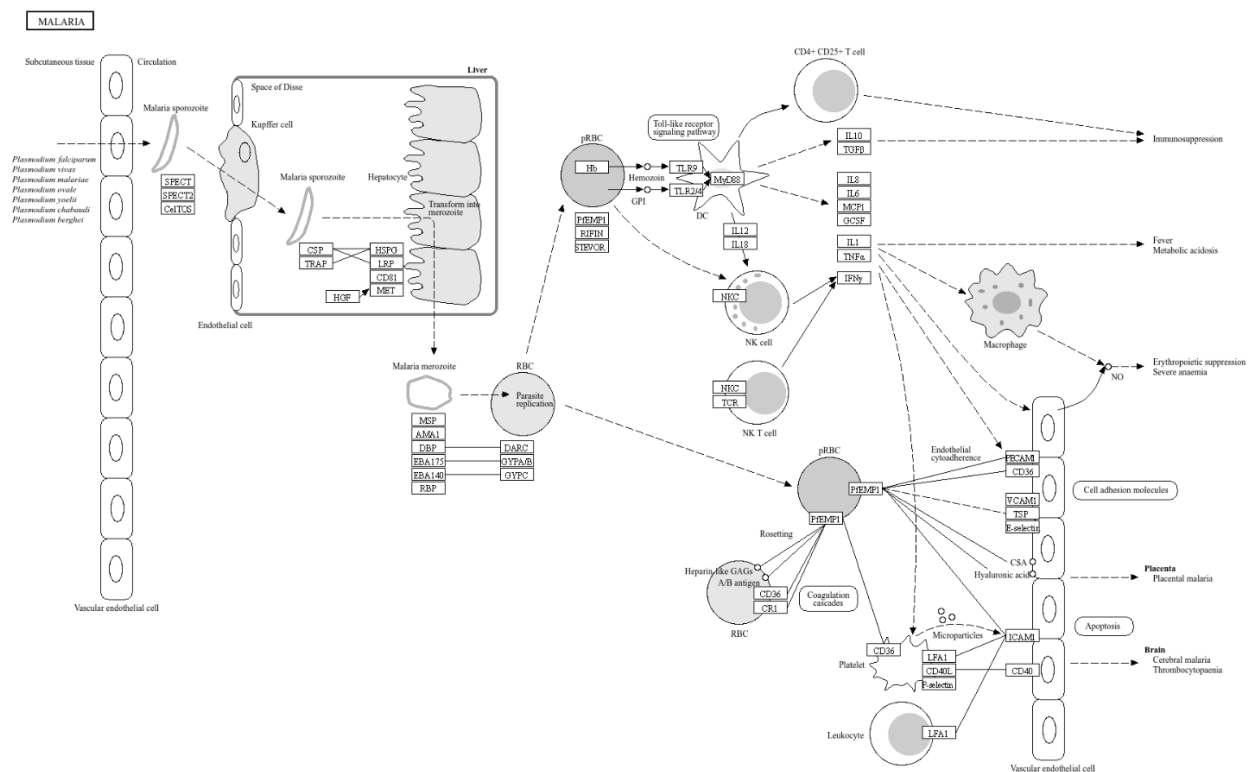 MALARIA
Subcutaneous tissue
Circulation
Malaria sporozoite
Plasmodium falciparum
Plasmodium vivax
Plasmodium malariae
Plasmodium ovale
Plasmodium yoelii
Plasmodium chabaudi
Plasmodium berghei
SPECT
SPECT2
CelTOS
Vascular endothelial cell
Liver
Space of Disse
Kupffer cell
Malaria sporozoite
Hepatocyte
Transform into
merozoite
CSP
TRAP
HSPG
LRP
CD81
MET
HGF
Endothelial cell
Malaria merozoite
MSP
AMA1
DBP
EBA175
EBA140
RBP
RBC
Parasite
replication
DARC
GYPA/B
GYPC
pRBC
Hb
Hemozoin
GPI
PfEMP1
RIFIN
STEVOR
Toll-like receptor
signaling pathway
TLR9
TLR2/4
MyD88
DC
IL12
IL18
NKC
NK cell
NKC
TCR
NK T cell
CD4+ CD25+ T cell
IL10
TGFβ
IL8
IL6
MCP1
GCSF
IL1
TNFα
IFNγ
Immunosuppression
Fever
Metabolic acidosis
Macrophage
NO
Erythropoietic suppression
Severe anaemia
pRBC
PfEMP1
PfEMP1
Rosetting
Heparin-like GAGs
A/B antigen
CD36
CR1
RBC
Coagulation
cascades
Endothelial
cytoadherence
PECAM1
CD36
VCAM1
TSP
E-selectin
CSA
Hyaluronic acid
ICAM1
CD40
Cell adhesion molecules
Placenta
Placental malaria
Apoptosis
Brain
Cerebral malaria
Thrombocytopaenia
Microparticles
CD36
Platelet
LFA1
CD40L
P-selectin
Leukocyte
LFA1
Vascular endothelial cell